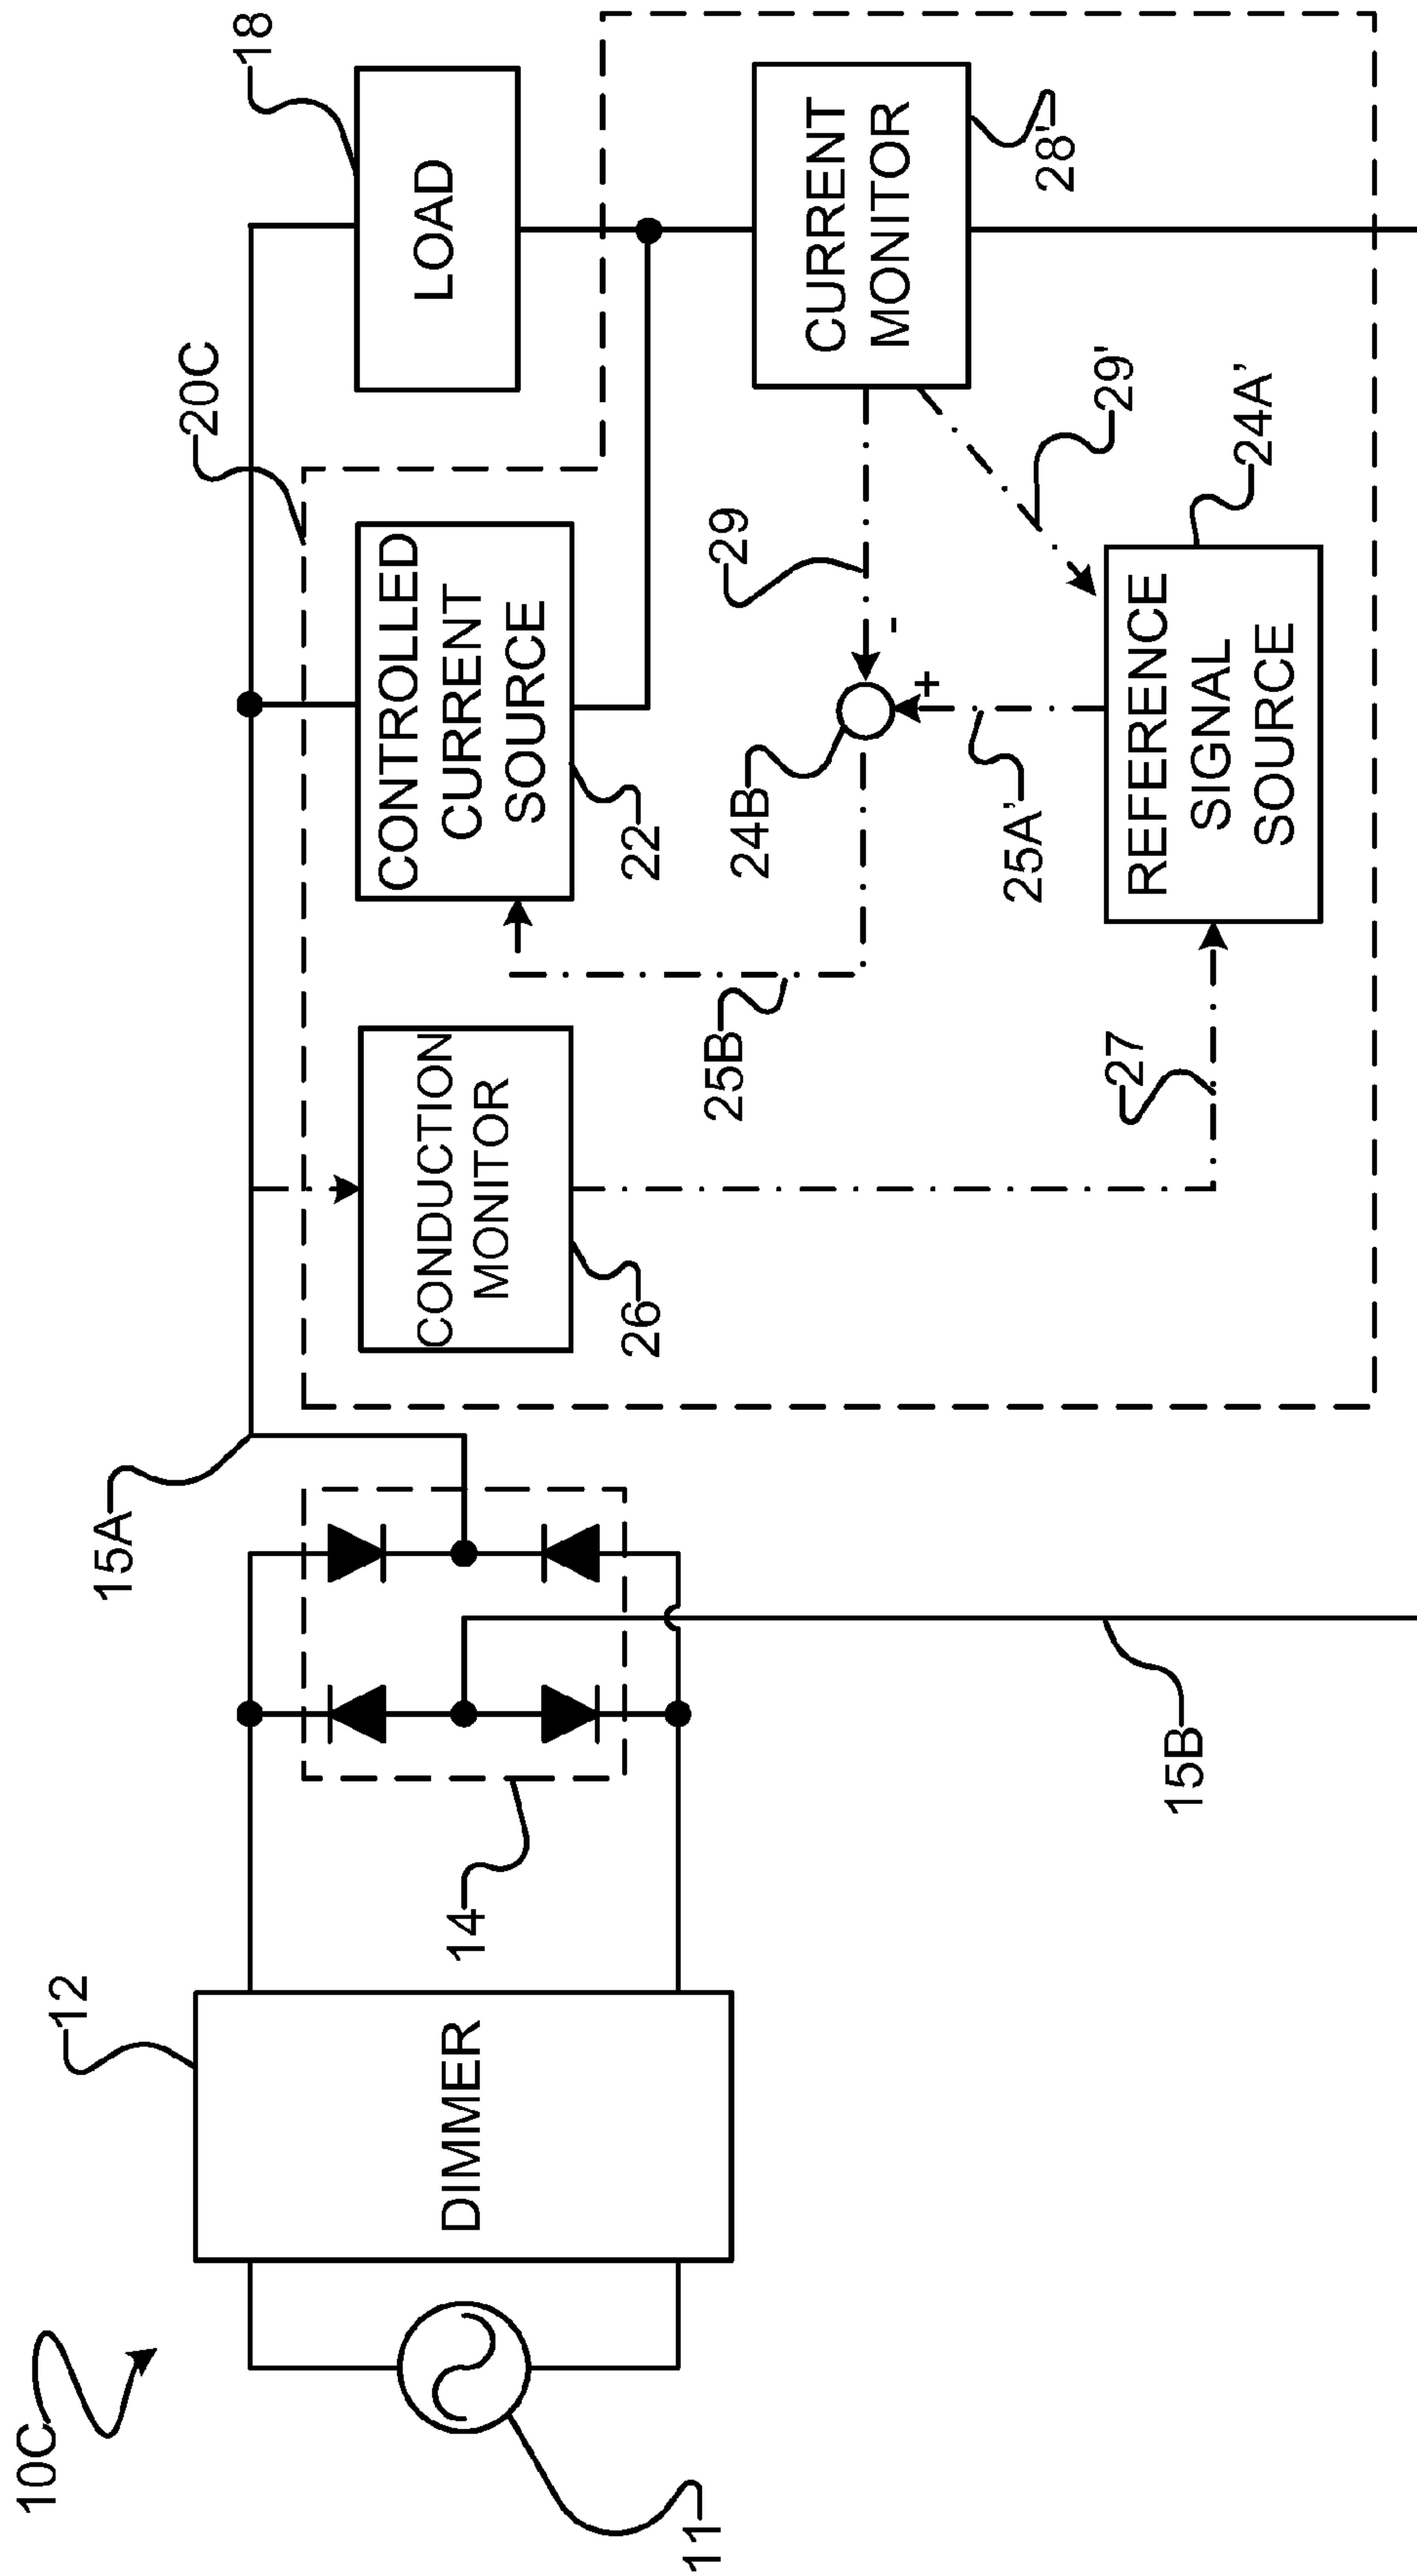 10C
11
12
DIMMER
14
15A
15B
20C
18
LOAD
CONTROLLED
CURRENT
SOURCE
22
CONDUCTION
MONITOR
26
25B
24B
29
-
+
CURRENT
MONITOR
28'
29'
25A'
24A'
REFERENCE
SIGNAL
SOURCE
27